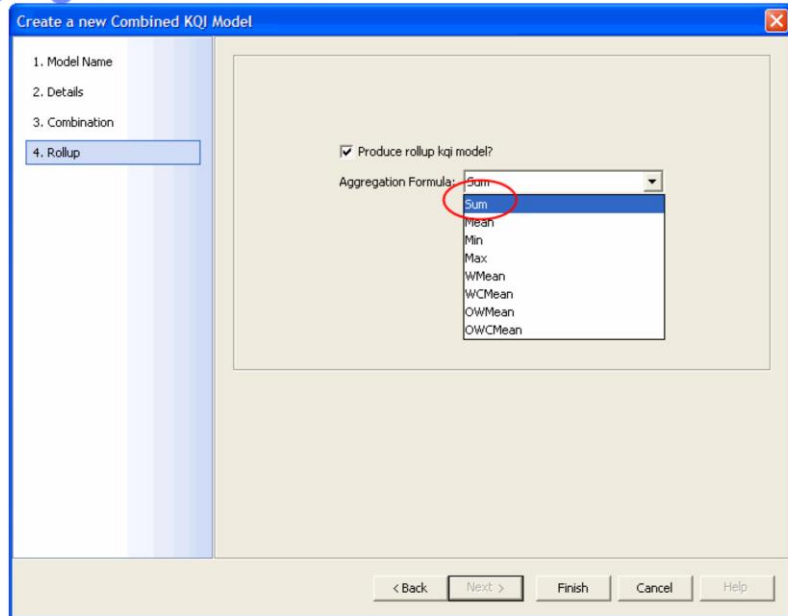 Create a new Combined KQI Model
1. Model Name
2. Details
3. Combination
4. Rollup
Produce rollup kqi model?
Aggregation Formula: Sum
Sum
Mean
Min
Max
WMean
WCMean
OWMean
OWCMean
< Back Next > Finish Cancel Help